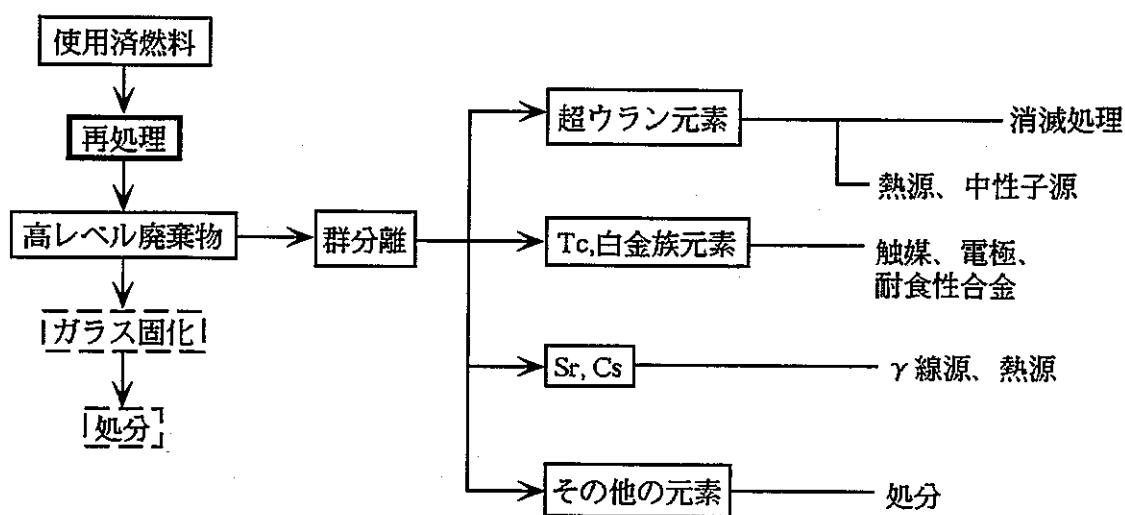 使用済燃料
再処理
高レベル廃棄物
ガラス固化
処分
群分離
超ウラン元素
消滅処理
熱源、中性子源
Tc,白金族元素
触媒、電極、
耐食性合金
Sr, Cs
γ線源、熱源
その他の元素
処分